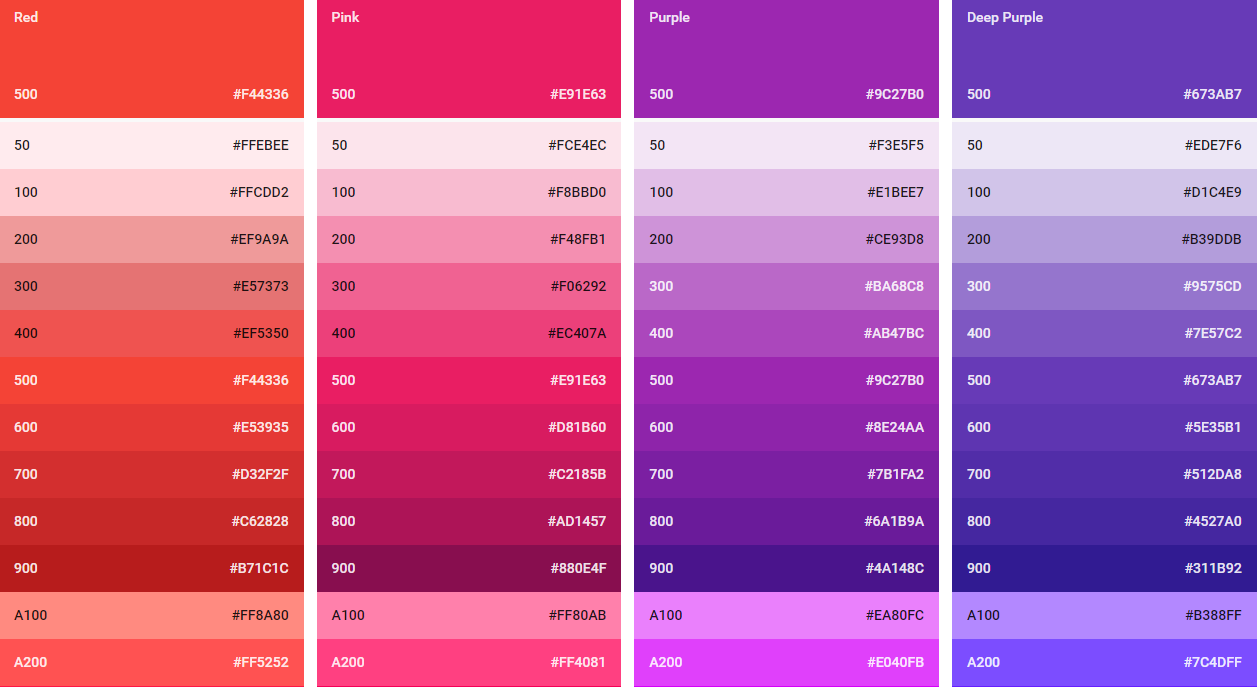 Red
500 #F44336
50 #FFEBEE
100 #FFCDD2
200 #EF9A9A
300 #E57373
400 #EF5350
500 #F44336
600 #E53935
700 #D32F2F
800 #C62828
900 #B71C1C
A100 #FF8A80
A200 #FF5252
Pink
500 #E91E63
50 #FCE4EC
100 #F8BBD0
200 #F48FB1
300 #F06292
400 #EC407A
500 #E91E63
600 #D81B60
700 #C2185B
800 #AD1457
900 #880E4F
A100 #FF80AB
A200 #FF4081
Purple
500 #9C27B0
50 #F3E5F5
100 #E1BEE7
200 #CE93D8
300 #BA68C8
400 #AB47BC
500 #9C27B0
600 #8E24AA
700 #7B1FA2
800 #6A1B9A
900 #4A148C
A100 #EA80FC
A200 #E040FB
Deep Purple
500 #673AB7
50 #EDE7F6
100 #D1C4E9
200 #B39DDB
300 #9575CD
400 #7E57C2
500 #673AB7
600 #5E35B1
700 #512DA8
800 #4527A0
900 #311B92
A100 #B388FF
A200 #7C4DFF